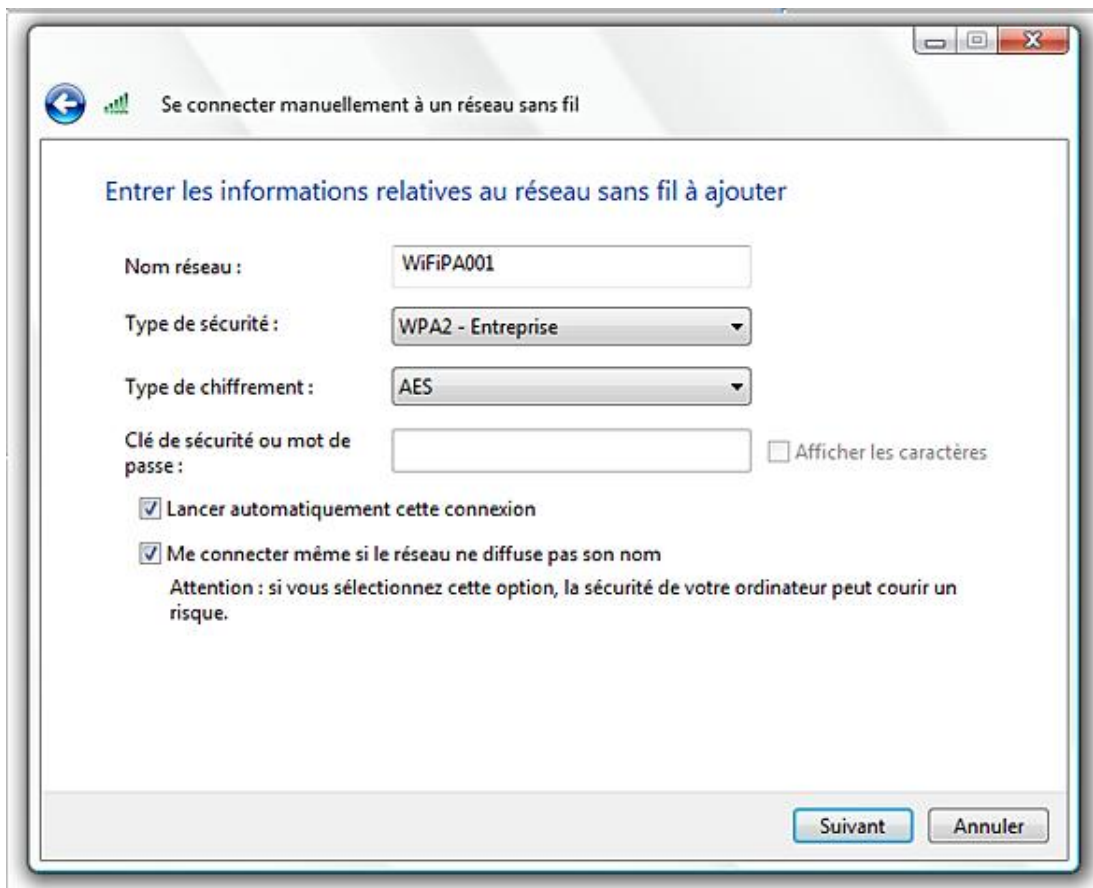 Se connecter manuellement à un réseau sans fil
Entrer les informations relatives au réseau sans fil à ajouter
Nom réseau :
WiFiPA001
Type de sécurité :
WPA2 - Entreprise
Type de chiffrement :
AES
Clé de sécurité ou mot de
passe :
Afficher les caractères
Lancer automatiquement cette connexion
Me connecter même si le réseau ne diffuse pas son nom
Attention : si vous sélectionnez cette option, la sécurité de votre ordinateur peut courir un
risque.
Suivant
Annuler